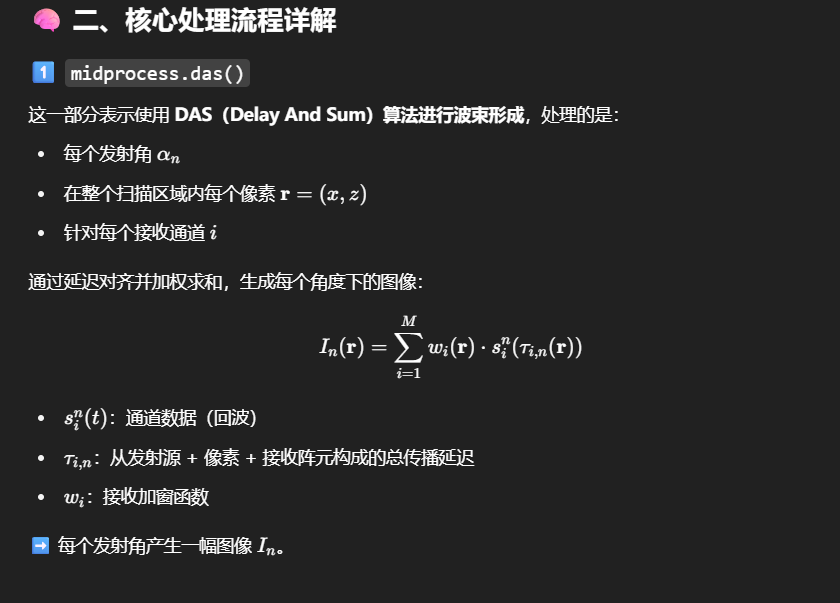 🧠 二、核心处理流程详解
1️⃣ midprocess.das()
这一部分表示使用 DAS（Delay And Sum）算法进行波束形成，处理的是：
• 每个发射角 αₙ
• 在整个扫描区域内每个像素 r = (x, z)
• 针对每个接收通道 i
通过延迟对齐并加权求和，生成每个角度下的图像：
$I_n(\mathbf{r}) = \sum_{i=1}^{M} w_i(\mathbf{r}) \cdot s_i^n(\tau_{i,n}(\mathbf{r}))$
• $s_i^n(t)$：通道数据（回波）
• $\tau_{i,n}$：从发射源 + 像素 + 接收阵元构成的总传播延迟
• $w_i$：接收加窗函数
➡️ 每个发射角产生一幅图像 $I_n$。